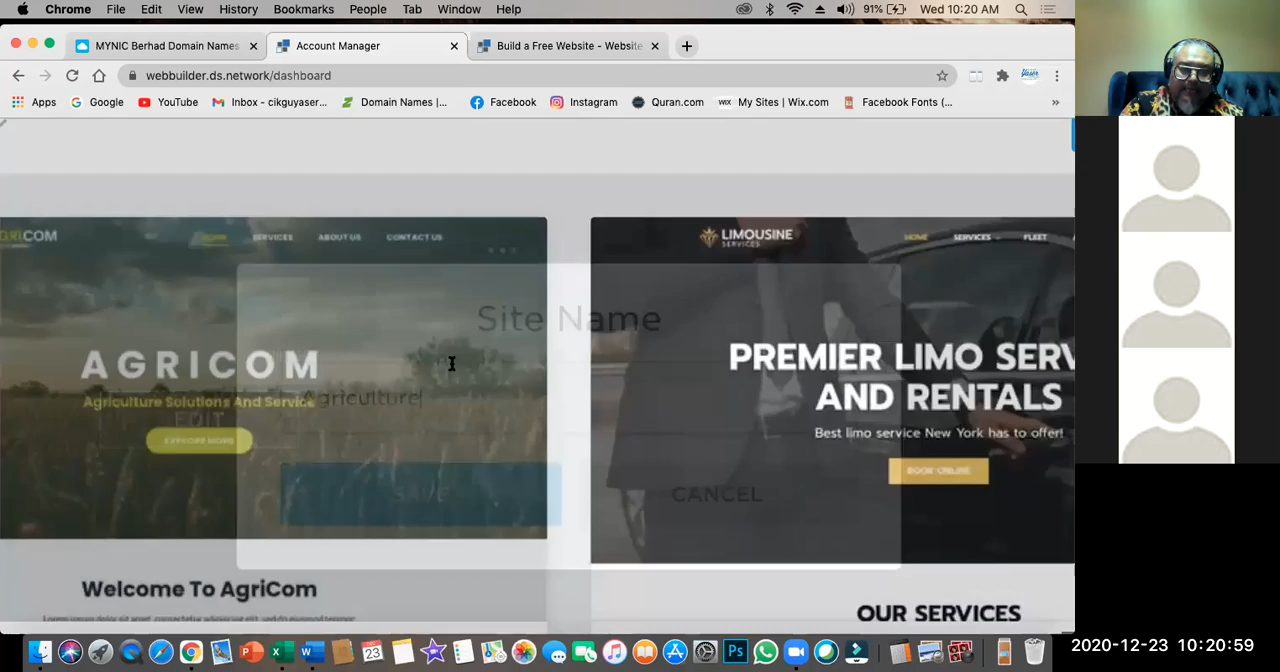 Chrome File Edit View History Bookmarks People Tab Window Help 91% Wed 10:20 AM
MYNIC Berhad Domain Names Account Manager Build a Free Website - Website
webbuilder.ds.network/dashboard
Apps Google YouTube Inbox - cikguyaser... Domain Names |... Facebook Instagram Quran.com WIX My Sites | Wix.com Facebook Fonts (... »
COM HOME SERVICES ABOUT US CONTACT US
LIMOUSINE SERVICES HOME SERVICES FLEET
Site Name
AGRICOM
Agriculture Solutions And Service
Agriculture
EDIT
EXPLORE MORE
SAVE
CANCEL
PREMIER LIMO SERV
AND RENTALS
Best limo service New York has to offer!
BOOK ONLINE
Welcome To AgriCom
OUR SERVICES
23
Ps
2020-12-23 10:20:59